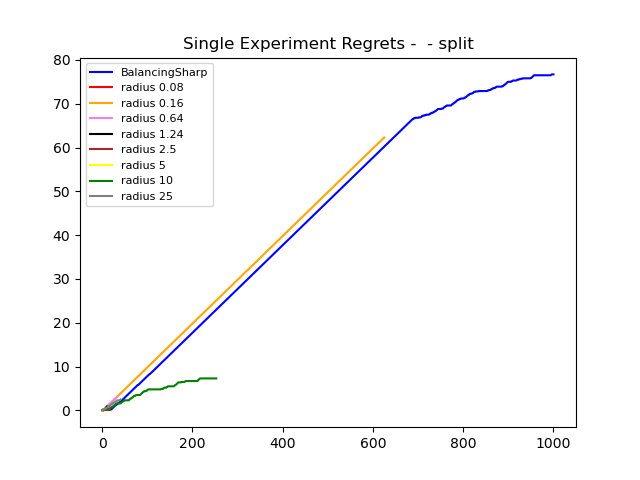 Single Experiment Regrets -  - split
80
70
60
50
40
30
20
10
0
BalancingSharp
radius 0.08
radius 0.16
radius 0.64
radius 1.24
radius 2.5
radius 5
radius 10
radius 25
0 200 400 600 800 1000